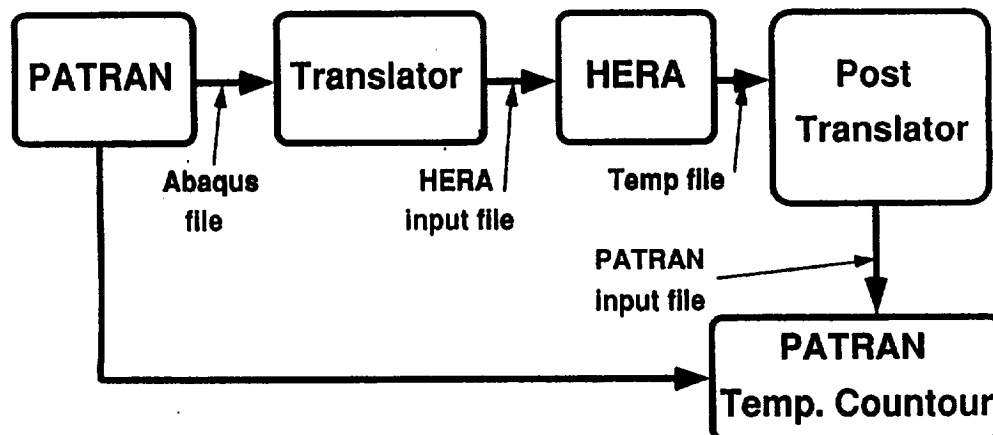 PATRAN
Translator
HERA
Post
Translator
Abaqus
file
HERA
input file
Temp file
PATRAN
input file
PATRAN
Temp. Countour